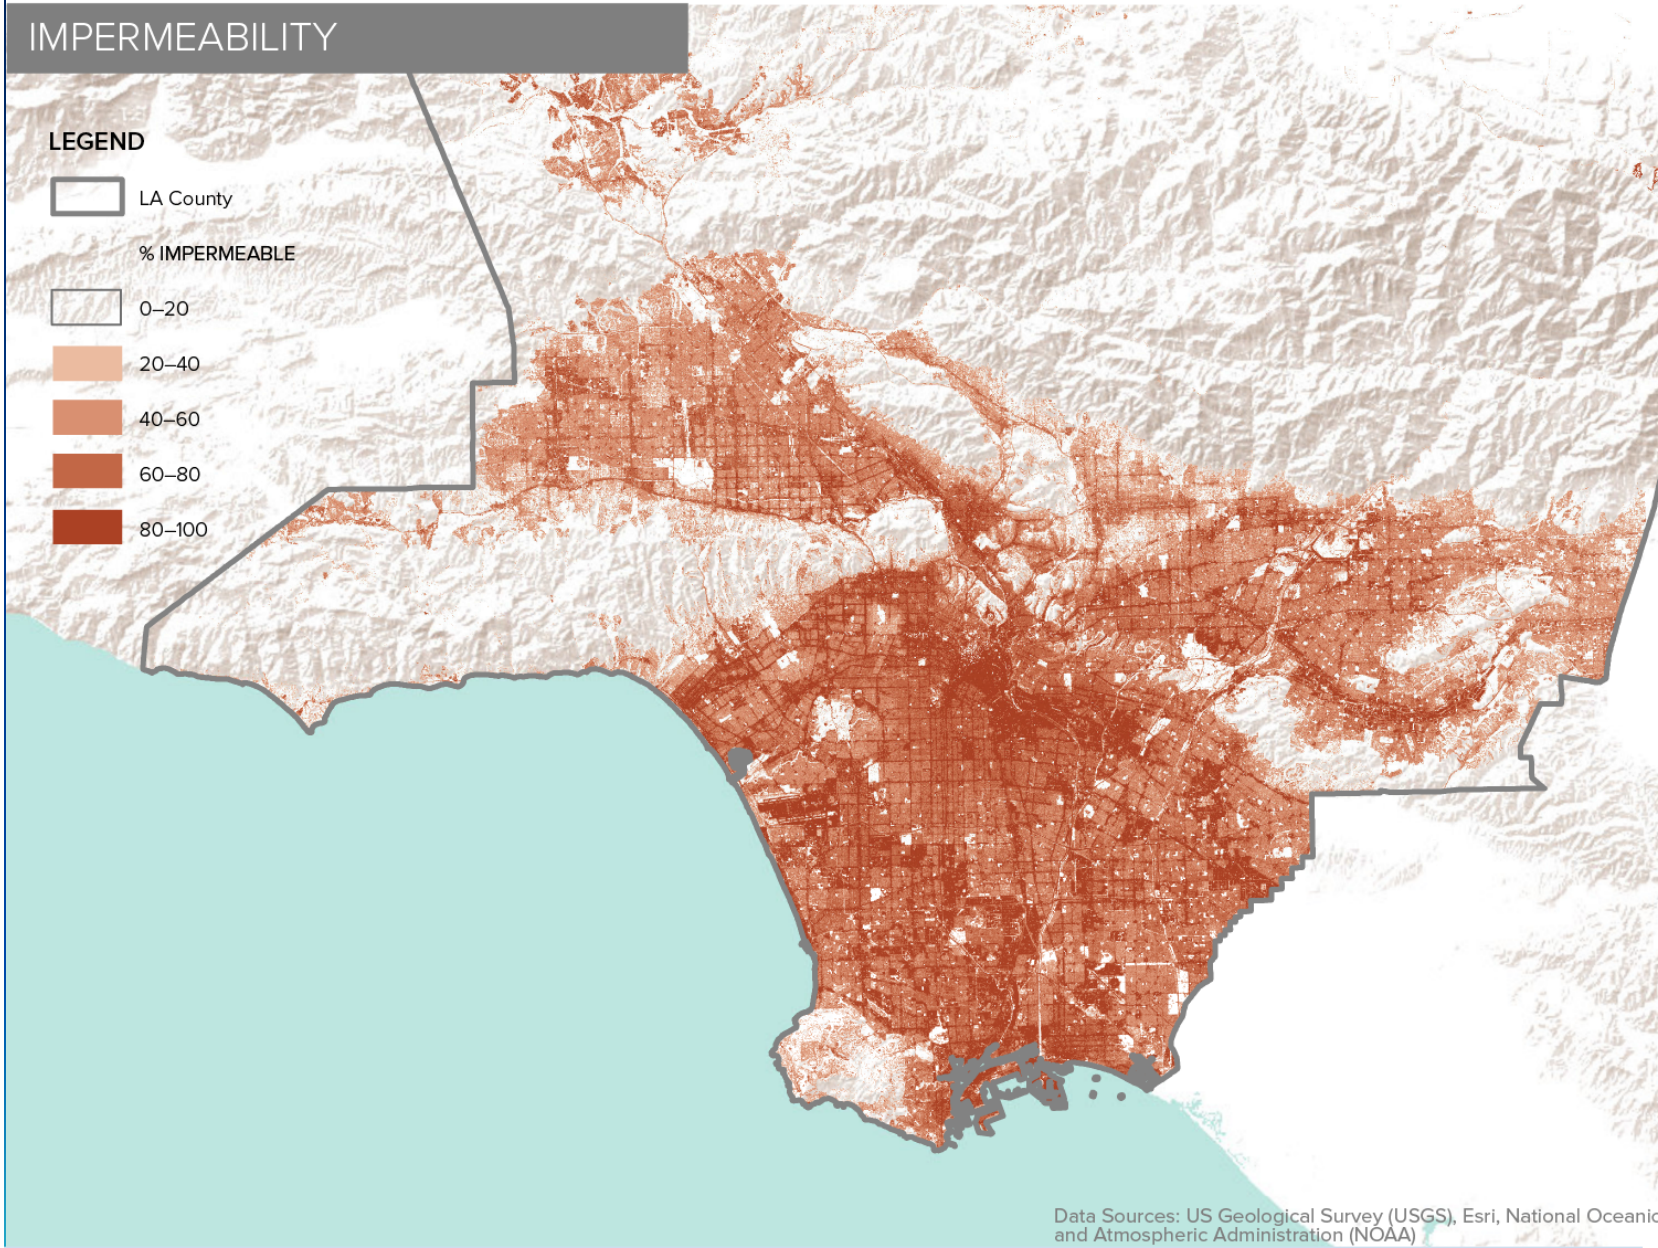 IMPERMEABILITY
LEGEND
LA County
% IMPERMEABLE
0–20
20–40
40–60
60–80
80–100
Data Sources: US Geological Survey (USGS), Esri, National Oceanic
and Atmospheric Administration (NOAA)